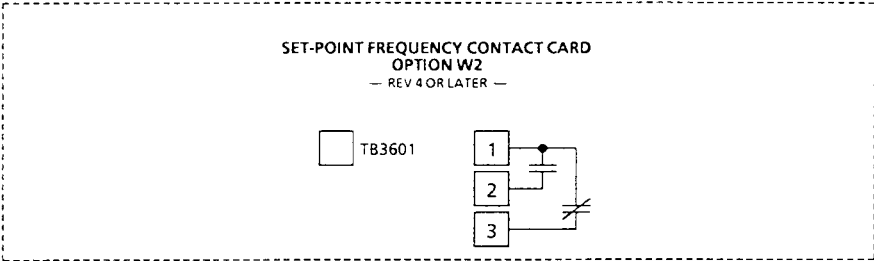 SET-POINT FREQUENCY CONTACT CARD
OPTION W2
— REV 4 OR LATER —
TB3601
1
2
3